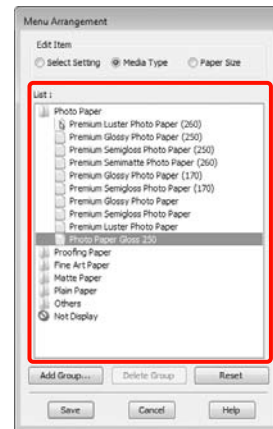 Menu Arrangement
Edit Item
Select Setting Media Type Paper Size
List :
Photo Paper
Premium Luster Photo Paper (260)
Premium Glossy Photo Paper (250)
Premium Semigloss Photo Paper (250)
Premium Semimatte Photo Paper (260)
Premium Glossy Photo Paper (170)
Premium Semigloss Photo Paper (170)
Premium Glossy Photo Paper
Premium Semigloss Photo Paper
Premium Luster Photo Paper
Photo Paper Gloss 250
Proofing Paper
Fine Art Paper
Matte Paper
Plain Paper
Others
Not Display
Add Group... Delete Group Reset
Save Cancel Help